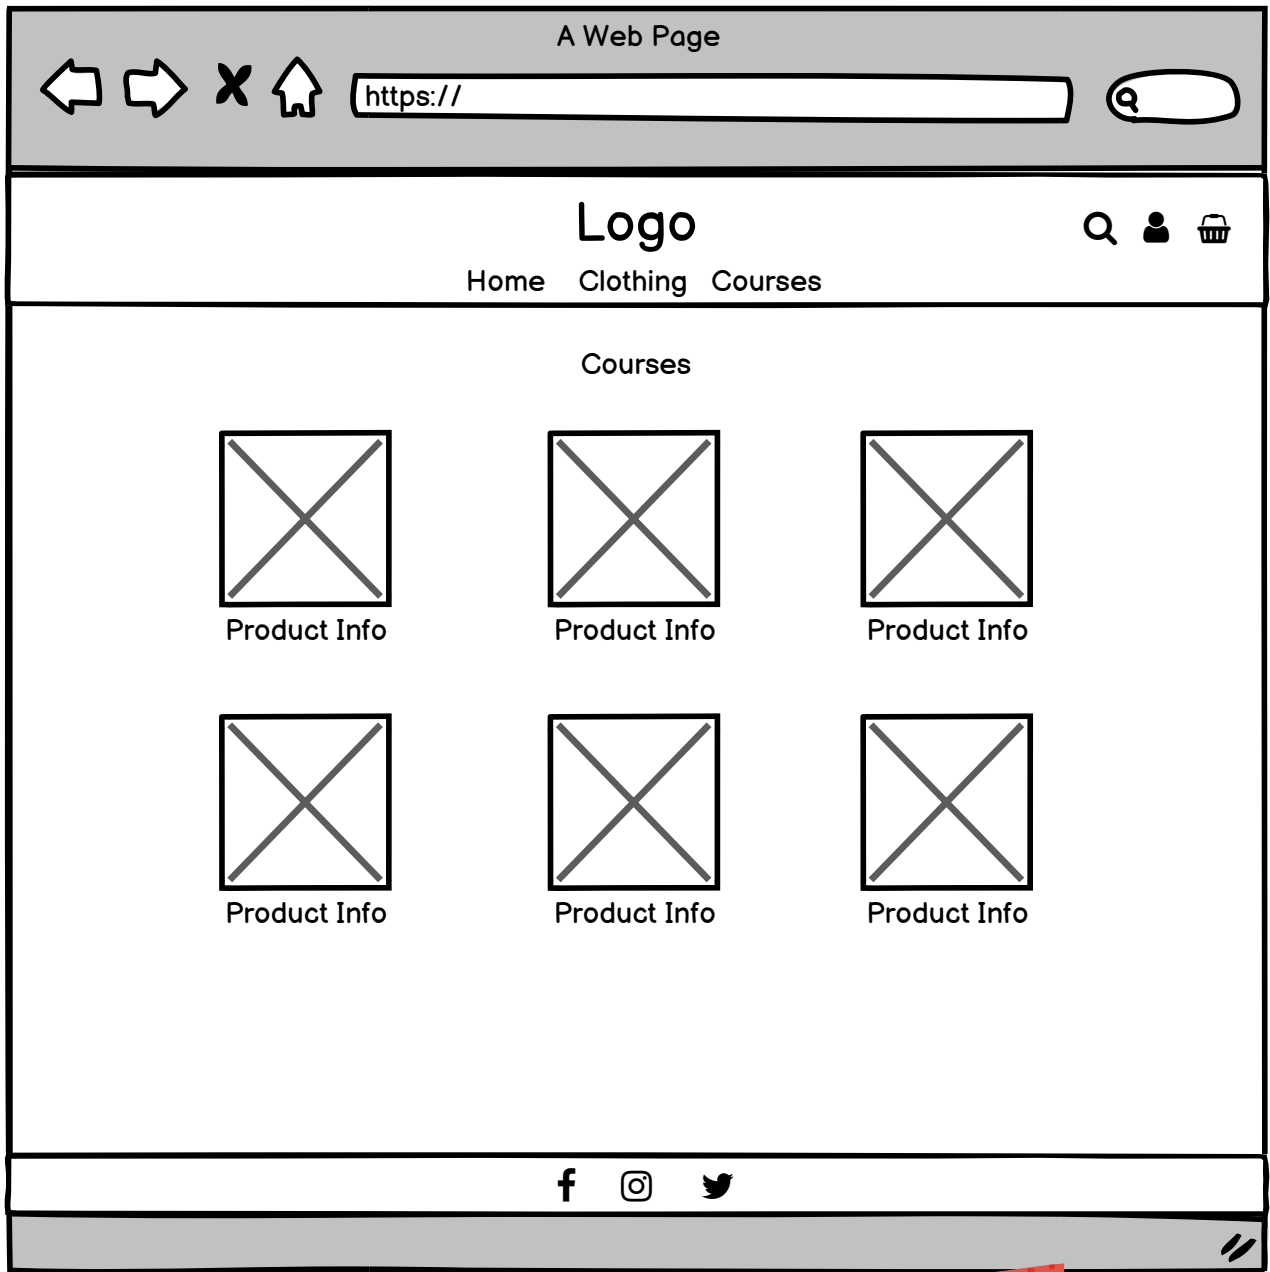 A Web Page
https://
Logo
Home Clothing Courses
Courses
Product Info Product Info Product Info
Product Info Product Info Product Info